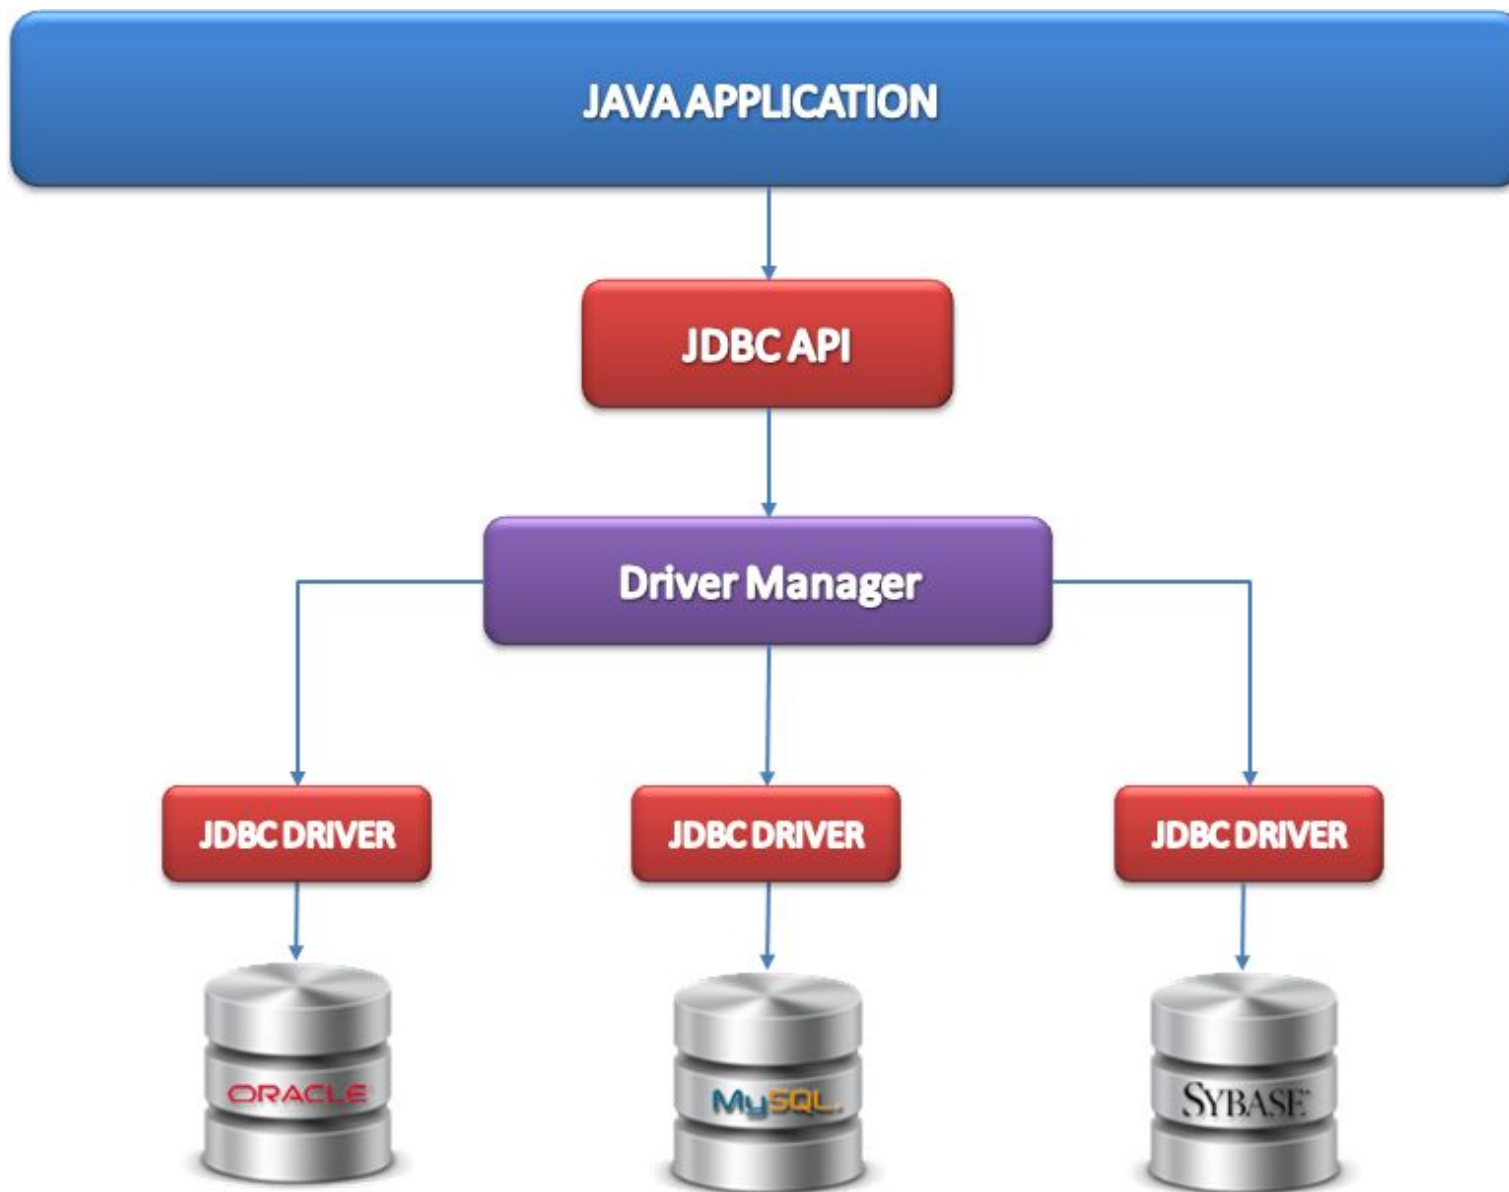 JAVA APPLICATION
JDBC API
Driver Manager
JDBC DRIVER
JDBC DRIVER
JDBC DRIVER
ORACLE
MySQL.
SYBASE